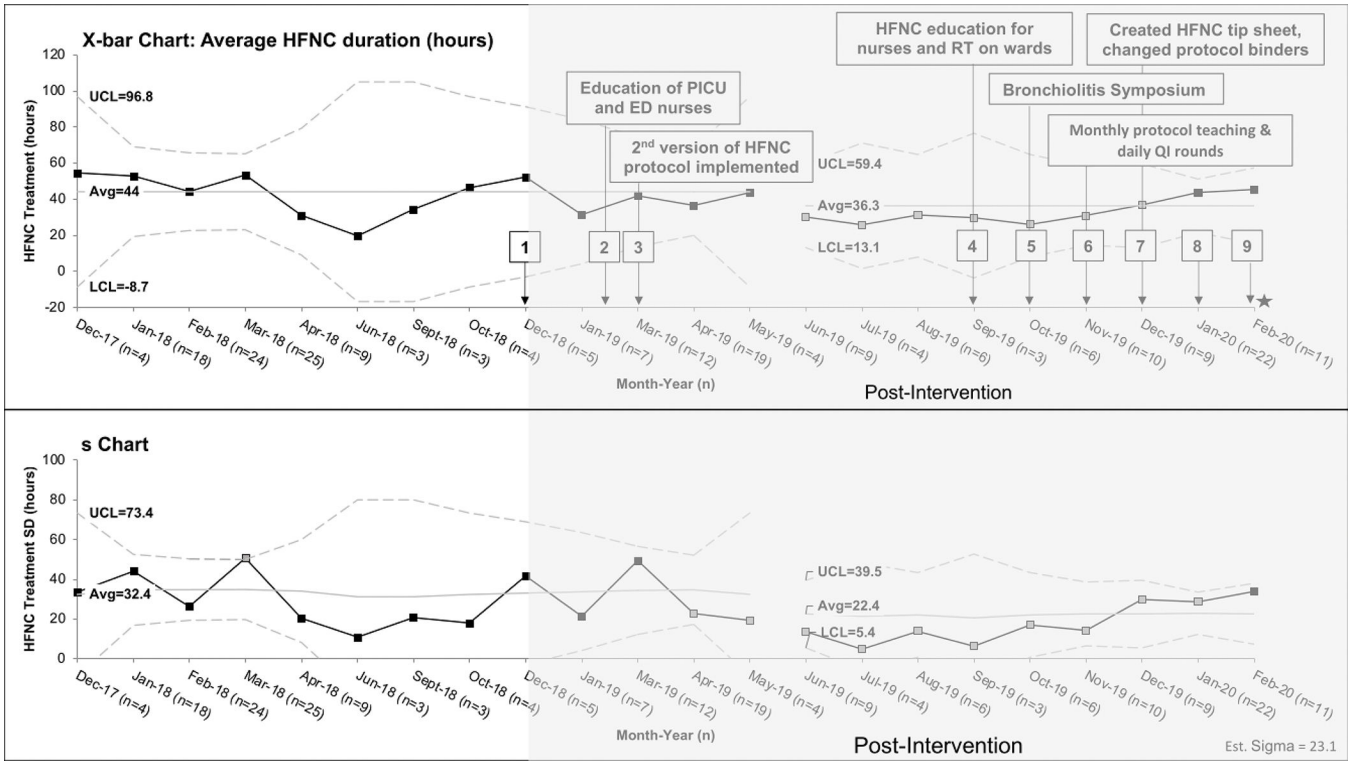 X-bar Chart: Average HFNC duration (hours)
HFNC Treatment (hours)
120
100
80
60
40
20
0
-20
UCL=96.8
Avg=44
LCL=-8.7
Education of PICU
and ED nurses
2nd version of HFNC
protocol implemented
HFNC education for
nurses and RT on wards
Bronchiolitis Symposium
Created HFNC tip sheet,
changed protocol binders
Monthly protocol teaching &
daily QI rounds
UCL=59.4
Avg=36.3
LCL=13.1
1
2
3
4
5
6
7
8
9
★
Dec-17 (n=4)
Jan-18 (n=18)
Feb-18 (n=24)
Mar-18 (n=25)
Apr-18 (n=9)
Jun-18 (n=3)
Sept-18 (n=3)
Oct-18 (n=4)
Dec-18 (n=5)
Jan-19 (n=7)
Mar-19 (n=12)
Apr-19 (n=19)
May-19 (n=4)
Jun-19 (n=9)
Jul-19 (n=4)
Aug-19 (n=6)
Sep-19 (n=3)
Oct-19 (n=6)
Nov-19 (n=10)
Dec-19 (n=9)
Jan-20 (n=22)
Feb-20 (n=11)
Month-Year (n)
Post-Intervention
s Chart
HFNC Treatment SD (hours)
100
80
60
40
20
0
UCL=73.4
Avg=32.4
UCL=39.5
Avg=22.4
LCL=5.4
Dec-17 (n=4)
Jan-18 (n=18)
Feb-18 (n=24)
Mar-18 (n=25)
Apr-18 (n=9)
Jun-18 (n=3)
Sept-18 (n=3)
Oct-18 (n=4)
Dec-18 (n=5)
Jan-19 (n=7)
Mar-19 (n=12)
Apr-19 (n=19)
May-19 (n=4)
Jun-19 (n=9)
Jul-19 (n=4)
Aug-19 (n=6)
Sep-19 (n=3)
Oct-19 (n=6)
Nov-19 (n=10)
Dec-19 (n=9)
Jan-20 (n=22)
Feb-20 (n=11)
Month-Year (n)
Post-Intervention
Est. Sigma = 23.1